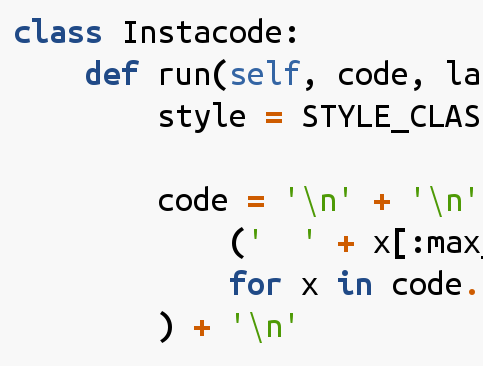 class Instacode:
    def run(self, code, la
        style = STYLE_CLAS
        code = '\n' + '\n'
            ('  ' + x[:max_
            for x in code.
        ) + '\n'